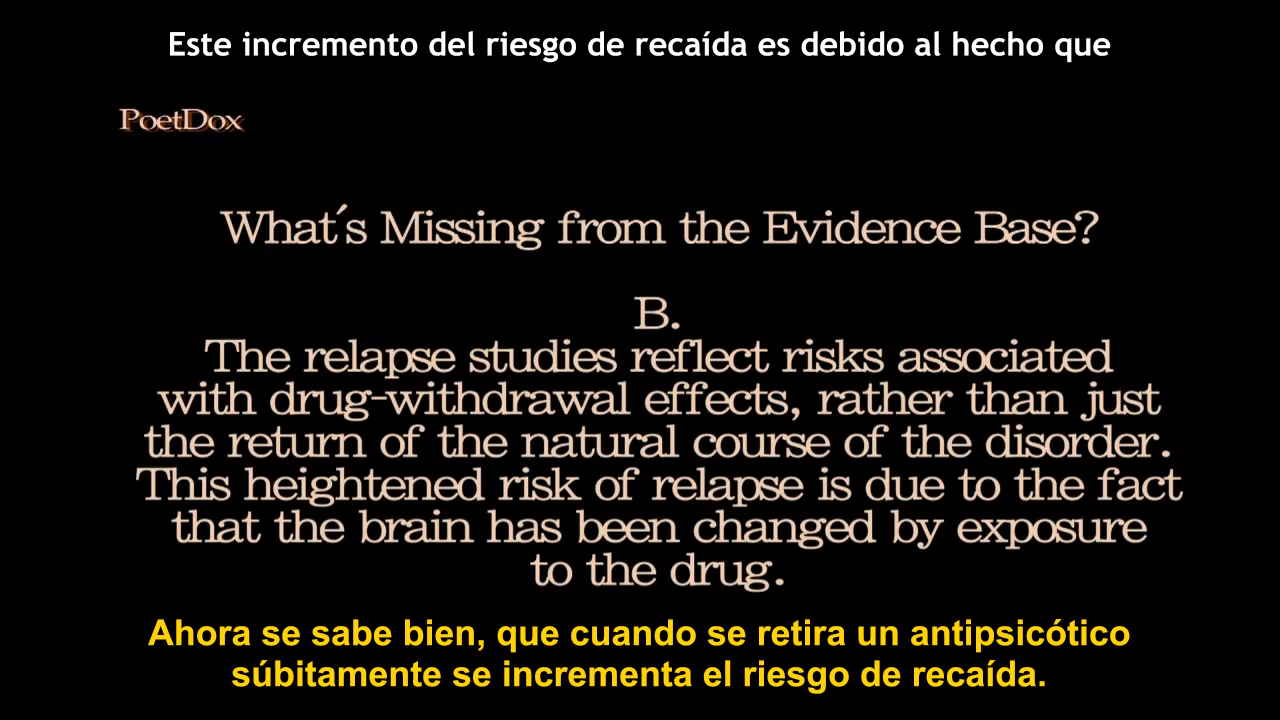 Este incremento del riesgo de recaída es debido al hecho que
PoetDox
What´s Missing from the Evidence Base?
B.
The relapse studies reflect risks associated
with drug-withdrawal effects, rather than just
the return of the natural course of the disorder.
This heightened risk of relapse is due to the fact
that the brain has been changed by exposure
to the drug.
Ahora se sabe bien, que cuando se retira un antipsicótico
súbitamente se incrementa el riesgo de recaída.